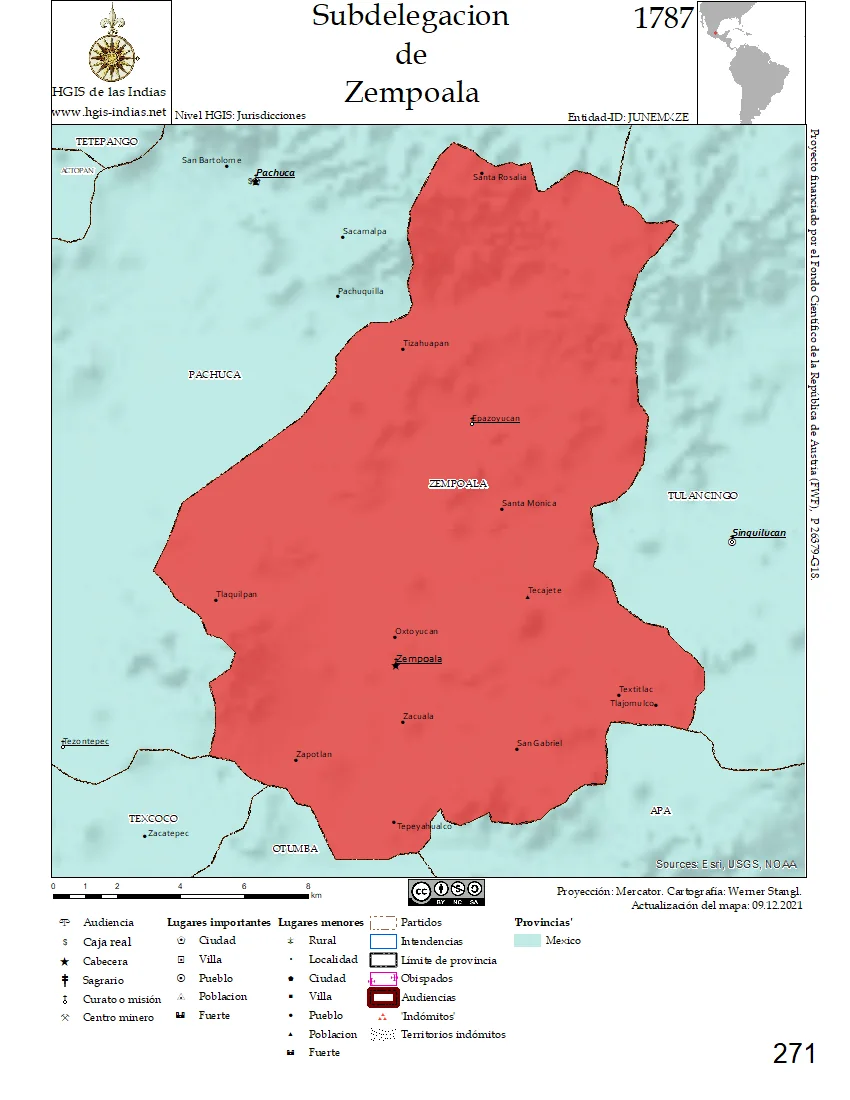 Subdelegacion
de
Zempoala
1787
HGIS de las Indias
www.hgis-indias.net
Nivel HGIS: Jurisdicciones
Entidad-ID: JUNEMXZE
TETEPANGO
ACTOPAN
San Bartolome
Pachuca
Santa Rosalia
Sacamalpa
Pachuquilla
Tizahuapan
PACHUCA
Epazoyucan
ZEMPOALA
TULANCINGO
Santa Monica
Singuilucan
Tecajete
Tlaquilpan
Oxtoyucan
Zempoala
Textitlac
Tlajomulco
Zacuala
Tezontepec
San Gabriel
Zapotlan
APA
TEXCOCO
Zacatepec
Tepeyahualco
OTUMBA
Sources: Esri, USGS, NOAA
Proyecto financiado por el Fondo Científico de la República de Austria (FWF), P 26379-G18.
0 1 2 4 6 8
km
CC BY NC SA
Proyección: Mercator. Cartografía: Werner Stangl.
Actualización del mapa: 09.12.2021
Audiencia
Caja real
Cabecera
Sagrario
Curato o misión
Centro minero
Lugares importantes
Ciudad
Villa
Pueblo
Poblacion
Fuerte
Lugares menores
Rural
Localidad
Ciudad
Villa
Pueblo
Poblacion
Fuerte
Partidos
Intendencias
Límite de provincia
Obispados
Audiencias
'Indómitos'
Territorios indómitos
'Provincias'
Mexico
271